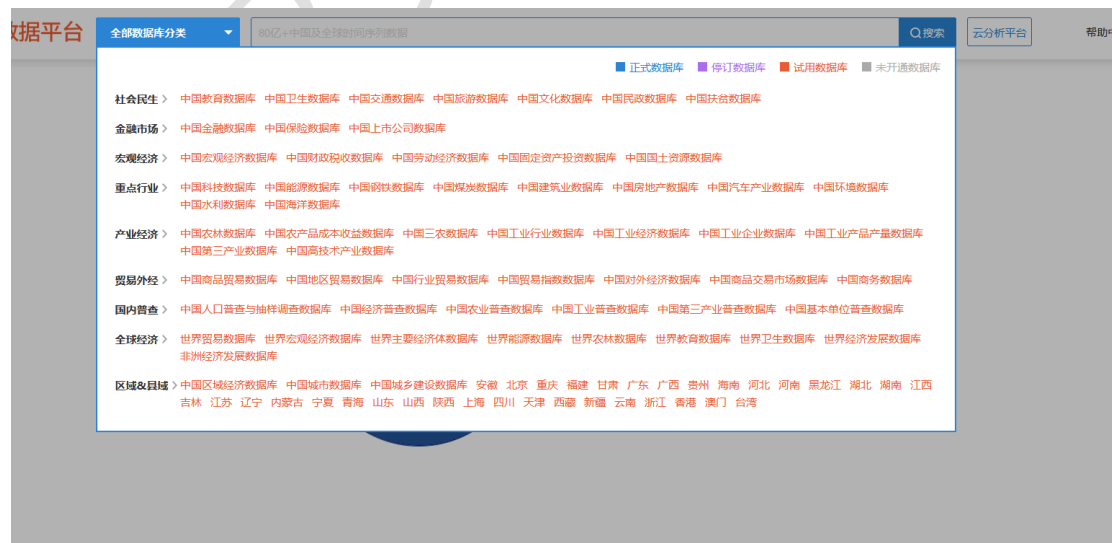 数据平台 全部数据库分类 80亿+中国及全球时间序列数据 搜索 云分析平台 帮助中
正式数据库 停订数据库 试用数据库 未开通数据库
社会民生 中国教育数据库 中国卫生数据库 中国交通数据库 中国旅游数据库 中国文化数据库 中国民政数据库 中国扶贫数据库
金融市场 中国金融数据库 中国保险数据库 中国上市公司数据库
宏观经济 中国宏观经济数据库 中国财政税收数据库 中国劳动经济数据库 中国固定资产投资数据库 中国国土资源数据库
重点行业 中国科技数据库 中国能源数据库 中国钢铁数据库 中国煤炭数据库 中国建筑业数据库 中国房地产数据库 中国汽车产业数据库 中国环境数据库
中国水利数据库 中国海洋数据库
产业经济 中国农林数据库 中国农产品成本收益数据库 中国三农数据库 中国工业行业数据库 中国工业经济数据库 中国工业企业数据库 中国工业产品产量数据库
中国第三产业数据库 中国高技术产业数据库
贸易外经 中国商品贸易数据库 中国地区贸易数据库 中国行业贸易数据库 中国贸易指数数据库 中国对外经济数据库 中国商品交易市场数据库 中国商务数据库
国内普查 中国人口普查与抽样调查数据库 中国经济普查数据库 中国农业普查数据库 中国工业普查数据库 中国第三产业普查数据库 中国基本单位普查数据库
全球经济 世界贸易数据库 世界宏观经济数据库 世界主要经济体数据库 世界能源数据库 世界农林数据库 世界教育数据库 世界卫生数据库 世界经济发展数据库
非洲经济发展数据库
区域&县域 中国区域经济数据库 中国城市数据库 中国城乡建设数据库 安徽 北京 重庆 福建 甘肃 广东 广西 贵州 海南 河北 河南 黑龙江 湖北 湖南 江西
吉林 江苏 辽宁 内蒙古 宁夏 青海 山东 山西 陕西 上海 四川 天津 西藏 新疆 云南 浙江 香港 澳门 台湾